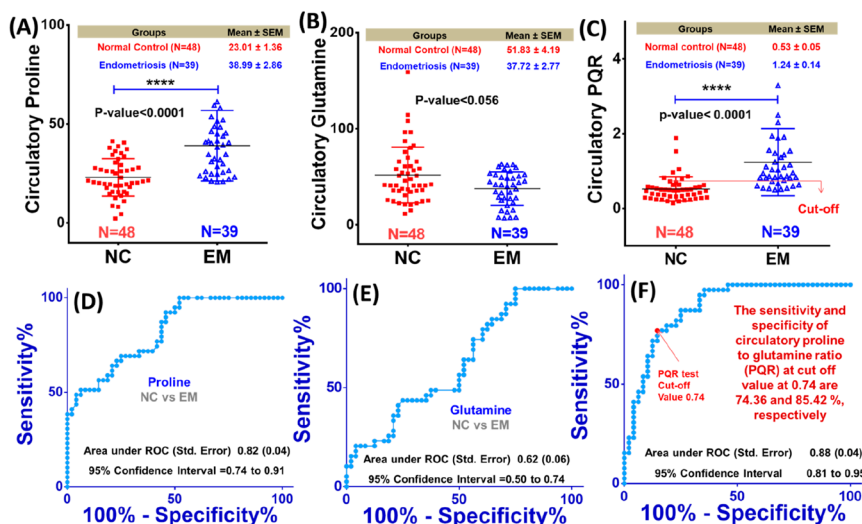 (A)
Groups Mean ± SEM
Normal Control (N=48) 23.01 ± 1.36
Endometriosis (N=39) 38.99 ± 2.86
****
P-value<0.0001
Circulatory Proline
100
50
0
N=48 N=39
NC EM
(B)
Groups Mean ± SEM
Normal Control (N=48) 51.83 ± 4.19
Endometriosis (N=39) 37.72 ± 2.77
P-value<0.056
Circulatory Glutamine
200
100
0
N=48 N=39
NC EM
(C)
Groups Mean ± SEM
Normal Control (N=48) 0.53 ± 0.05
Endometriosis (N=39) 1.24 ± 0.14
****
p-value< 0.0001
Circulatory PQR
4
2
0
Cut-off
N=48 N=39
NC EM
(D)
Sensitivity%
100
50
0
Proline
NC vs EM
Area under ROC (Std. Error) 0.82 (0.04)
95% Confidence Interval =0.74 to 0.91
0 50 100
100% - Specificity%
(E)
Sensitivity%
100
50
0
Glutamine
NC vs EM
Area under ROC (Std. Error) 0.62 (0.06)
95% Confidence Interval =0.50 to 0.74
0 50 100
100% - Specificity%
(F)
Sensitivity%
100
50
0
The sensitivity and
specificity of
circulatory proline
to glutamine ratio
(PQR) at cut off
value at 0.74 are
74.36 and 85.42 %,
respectively
PQR test
Cut-off
Value 0.74
Area under ROC (Std. Error) 0.88 (0.04)
95% Confidence Interval 0.81 to 0.95
0 50 100
100% - Specificity%